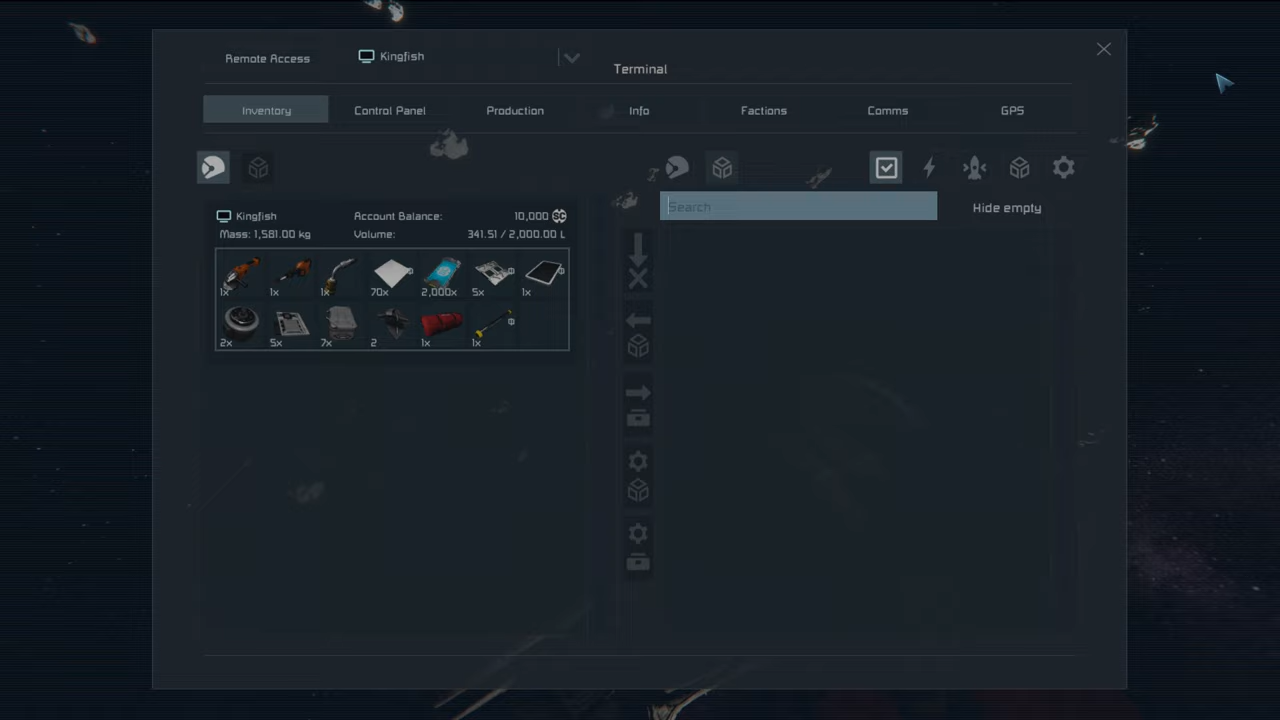 Remote Access
Kingfish
Terminal
Inventory
Control Panel
Production
Info
Factions
Comms
GPS
Search
Hide empty
Kingfish
Account Balance:
10,000 SC
Mass: 1,581.00 kg
Volume:
341.51 / 2,000.00 L
1x
1x
1x
70x
2,000x
5x
1x
2x
5x
7x
2
1x
1x